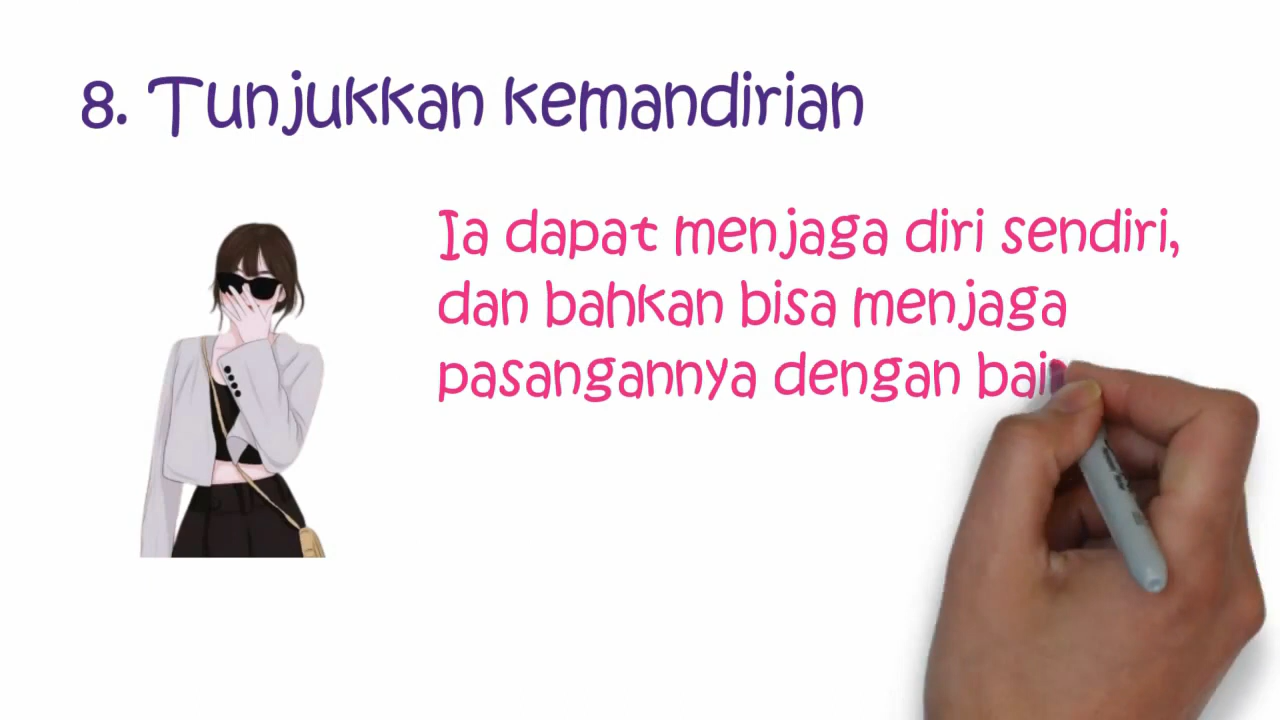 8. Tunjukkan kemandirian
Ia dapat menjaga diri sendiri,
dan bahkan bisa menjaga
pasangannya dengan